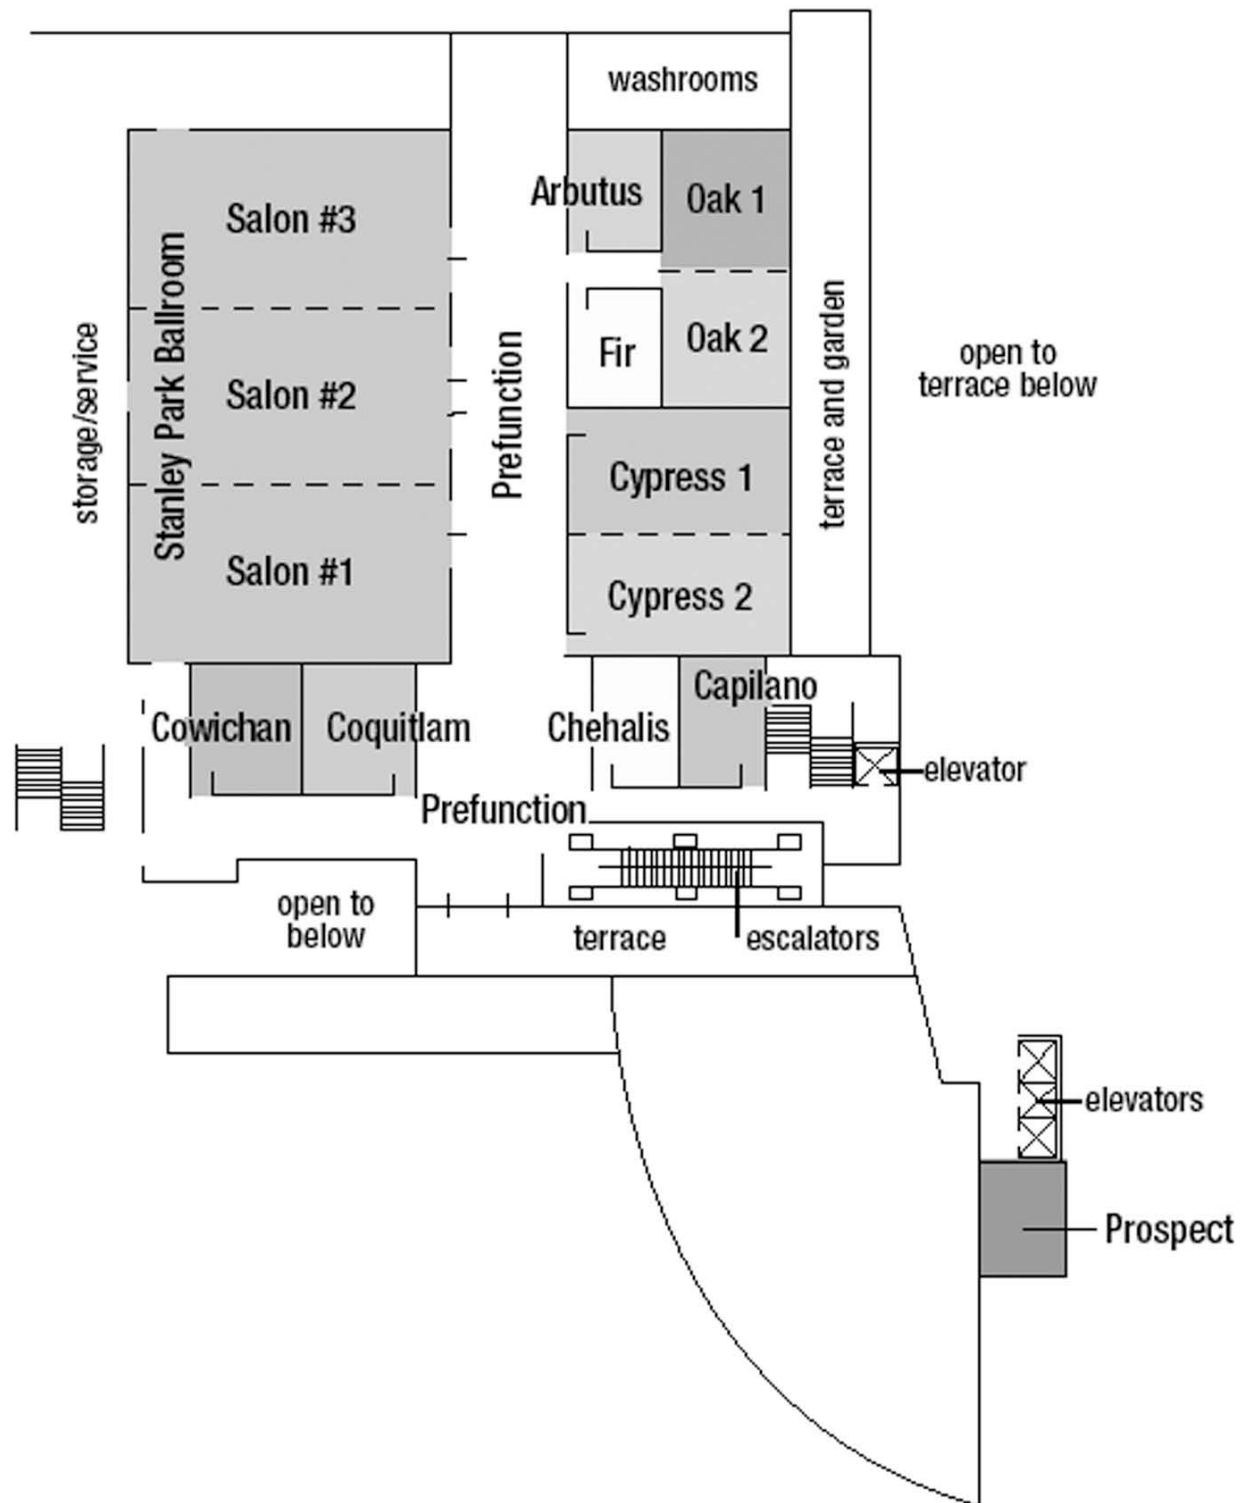 washrooms
Arbutus
Oak 1
Salon #3
Stanley Park Ballroom
storage/service
Prefunction
Fir
Oak 2
terrace and garden
open to
terrace below
Salon #2
Cypress 1
Salon #1
Cypress 2
Cowichan
Coquitlam
Chehalis
Capilano
elevator
Prefunction
open to
below
terrace
escalators
elevators
Prospect